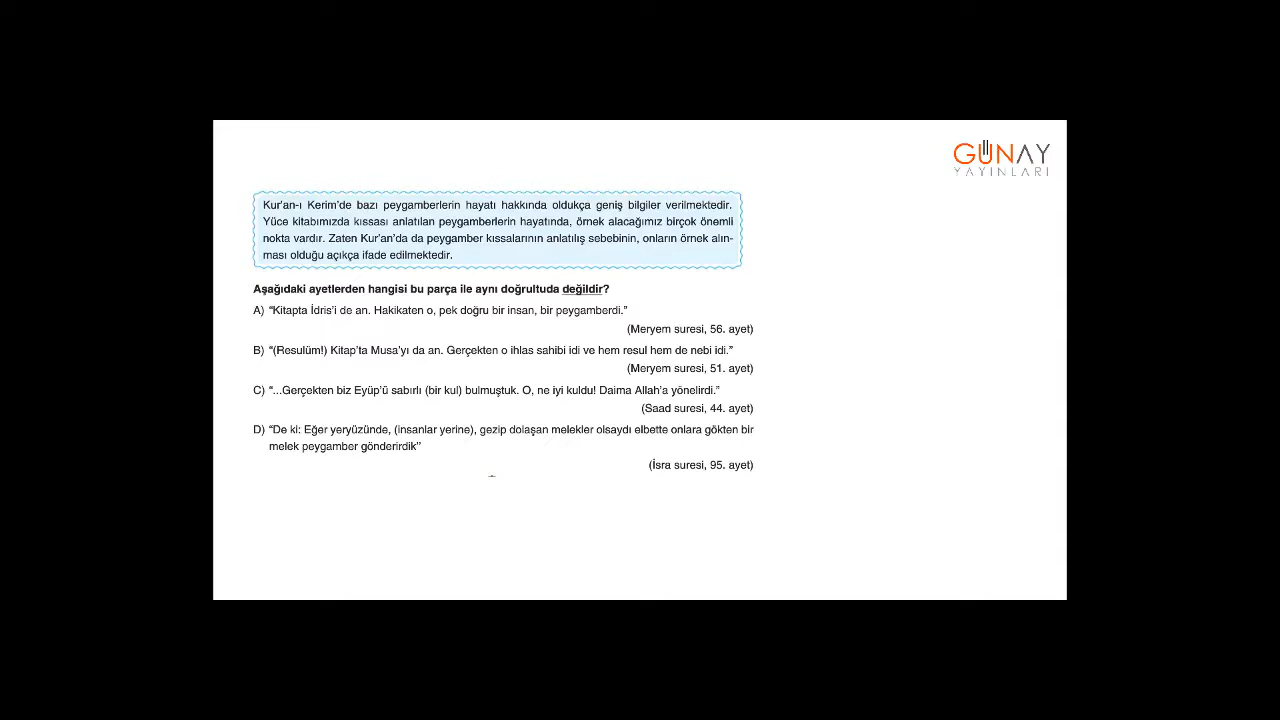 GÜNAY
YAYINLARI
Kur'an-ı Kerim'de bazı peygamberlerin hayatı hakkında oldukça geniş bilgiler verilmektedir.
Yüce kitabımızda kıssası anlatılan peygamberlerin hayatında, örnek alacağımız birçok önemli
nokta vardır. Zaten Kur'an'da da peygamber kıssalarının anlatılış sebebinin, onların örnek alın-
ması olduğu açıkça ifade edilmektedir.
Aşağıdaki ayetlerden hangisi bu parça ile aynı doğrultuda değildir?
A) “Kitapta İdris'i de an. Hakikaten o, pek doğru bir insan, bir peygamberdi.”
(Meryem suresi, 56. ayet)
B) “(Resulüm!) Kitap'ta Musa'yı da an. Gerçekten o ihlas sahibi idi ve hem resul hem de nebi idi.”
(Meryem suresi, 51. ayet)
C) “...Gerçekten biz Eyüp'ü sabırlı (bir kul) bulmuştuk. O, ne iyi kuldu! Daima Allah'a yönelirdi.”
(Saad suresi, 44. ayet)
D) “De ki: Eğer yeryüzünde, (insanlar yerine), gezip dolaşan melekler olsaydı elbette onlara gökten bir
melek peygamber gönderirdik”
(İsra suresi, 95. ayet)